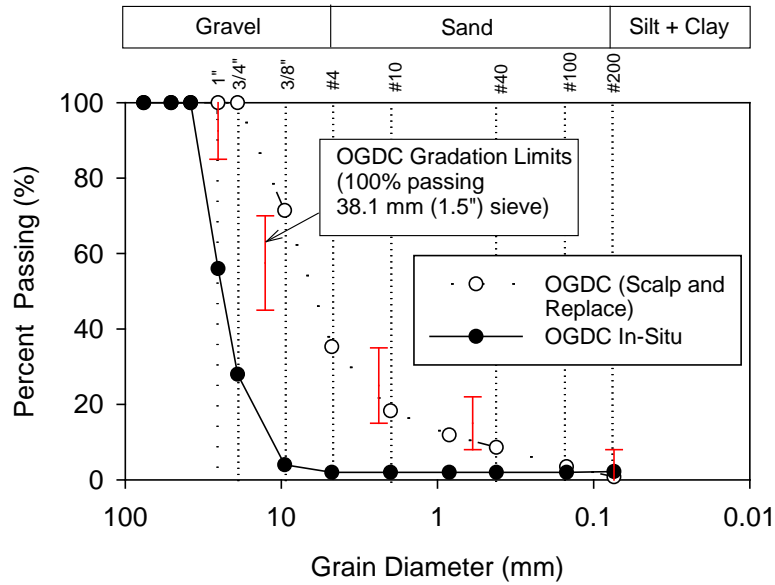 Gravel Sand Silt + Clay
1" 3/4" 3/8" #4 #10 #40 #100 #200
100
80
60
40
20
0
Percent Passing (%)
OGDC Gradation Limits
(100% passing
38.1 mm (1.5") sieve)
OGDC (Scalp and
Replace)
OGDC In-Situ
100 10 1 0.1 0.01
Grain Diameter (mm)